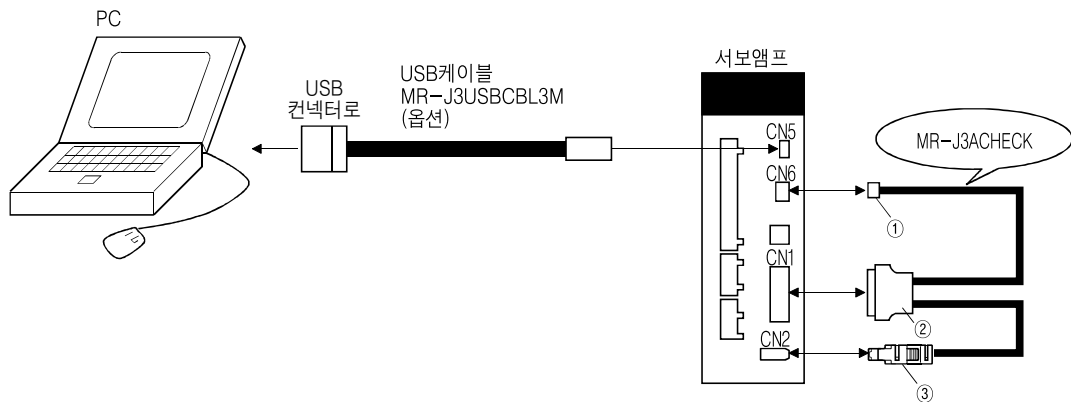 PC
USB
컨넥터로
USB케이블
MR-J3USBCBL3M
(옵션)
서보앰프
CN5
CN6
CN1
CN2
MR-J3ACHECK
①
②
③